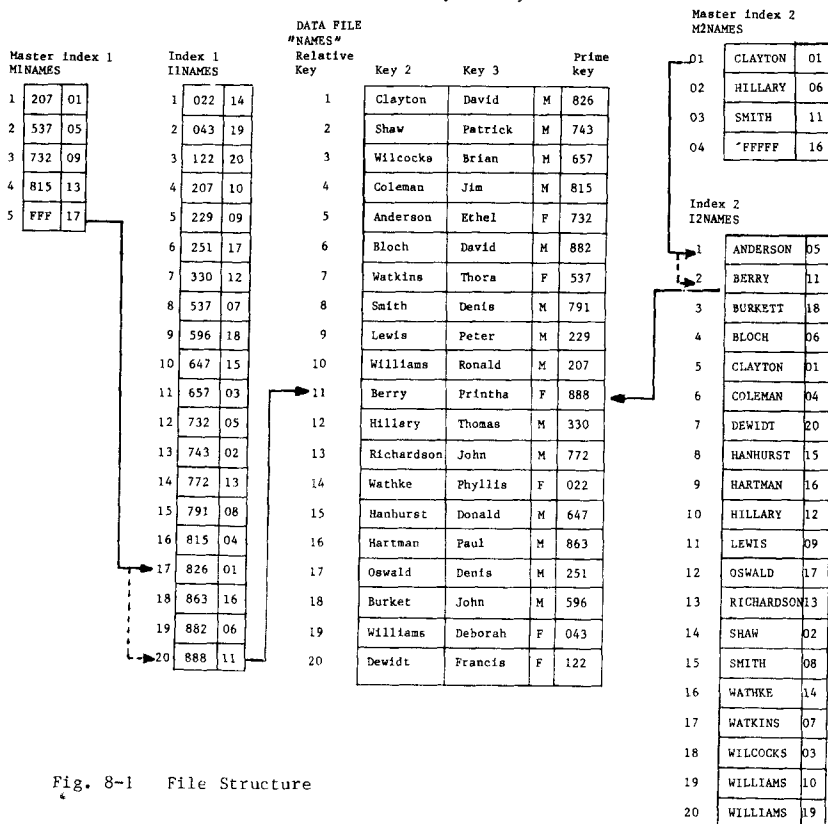 Master index 1
M1NAMES
1 207 01
2 537 05
3 732 09
4 815 13
5 FFF 17
Index 1
I1NAMES
1 022 14
2 043 19
3 122 20
4 207 10
5 229 09
6 251 17
7 330 12
8 537 07
9 596 18
10 647 15
11 657 03
12 732 05
13 743 02
14 772 13
15 791 08
16 815 04
17 826 01
18 863 16
19 882 06
20 888 11
DATA FILE
"NAMES"
Relative
Key Key 2 Key 3 Prime key
1 Clayton David M 826
2 Shaw Patrick M 743
3 Wilcocks Brian M 657
4 Coleman Jim M 815
5 Anderson Ethel F 732
6 Bloch David M 882
7 Watkins Thora F 537
8 Smith Denis M 791
9 Lewis Peter M 229
10 Williams Ronald M 207
11 Berry Printha F 888
12 Hillary Thomas M 330
13 Richardson John M 772
14 Wathke Phyllis F 022
15 Hanhurst Donald M 647
16 Hartman Paul M 863
17 Oswald Denis M 251
18 Burket John M 596
19 Williams Deborah F 043
20 Dewidt Francis F 122
Master index 2
M2NAMES
01 CLAYTON 01
02 HILLARY 06
03 SMITH 11
04 FFFFF 16
Index 2
I2NAMES
1 ANDERSON 05
2 BERRY 11
3 BURKETT 18
4 BLOCH 06
5 CLAYTON 01
6 COLEMAN 04
7 DEWIDT 20
8 HANHURST 15
9 HARTMAN 16
10 HILLARY 12
11 LEWIS 09
12 OSWALD 17
13 RICHARDSON 13
14 SHAW 02
15 SMITH 08
16 WATHKE 14
17 WATKINS 07
18 WILCOCKS 03
19 WILLIAMS 10
20 WILLIAMS 19
Fig. 8-1 File Structure